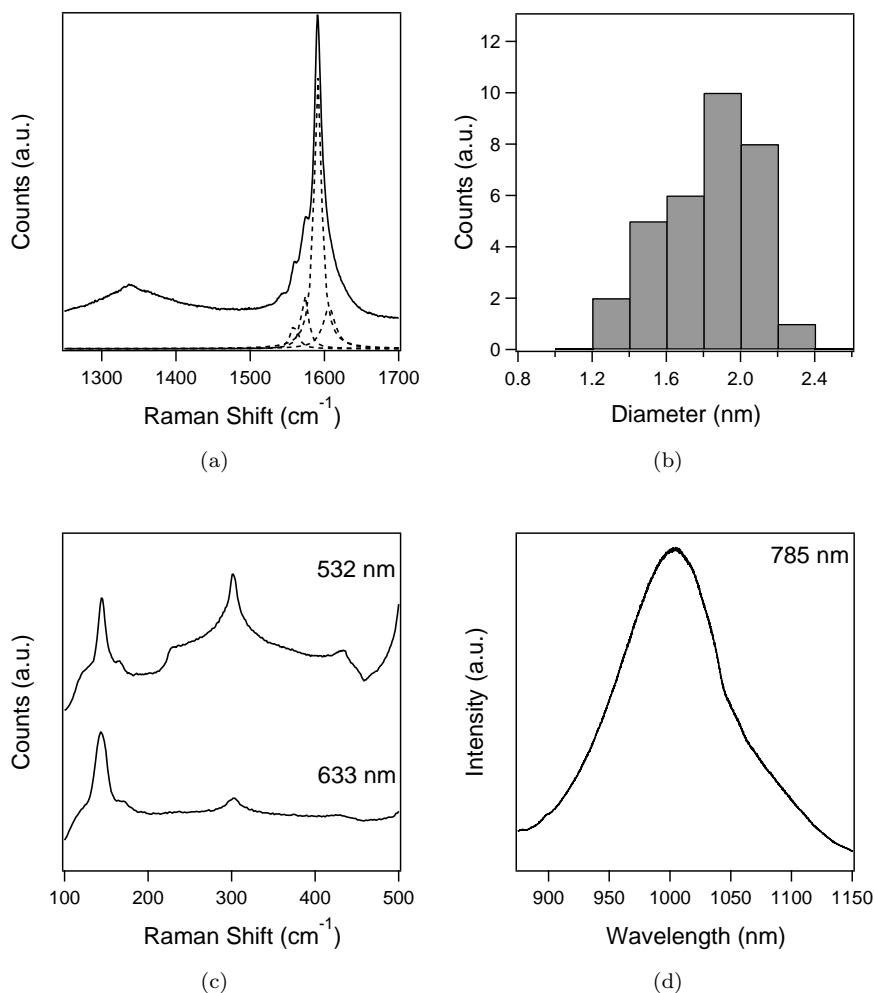 Counts (a.u.)
1300 1400 1500 1600 1700
Raman Shift (cm⁻¹)
(a)
Counts (a.u.)
12
10
8
6
4
2
0
0.8 1.2 1.6 2.0 2.4
Diameter (nm)
(b)
Counts (a.u.)
532 nm
633 nm
100 200 300 400 500
Raman Shift (cm⁻¹)
(c)
Intensity (a.u.)
785 nm
900 950 1000 1050 1100 1150
Wavelength (nm)
(d)